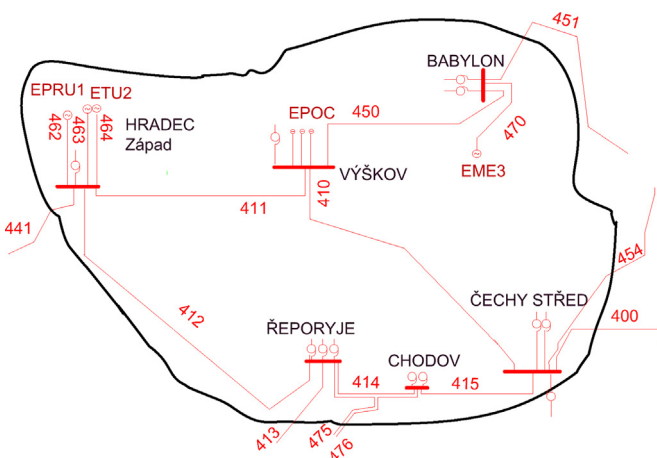 451
BABYLON
EPRU1 ETU2
462
463
464
HRADEC
Západ
EPOC
450
470
EME3
VÝŠKOV
410
411
441
454
ČECHY STŘED
412
400
ŘEPORYJE
CHODOV
414
415
413
475
476